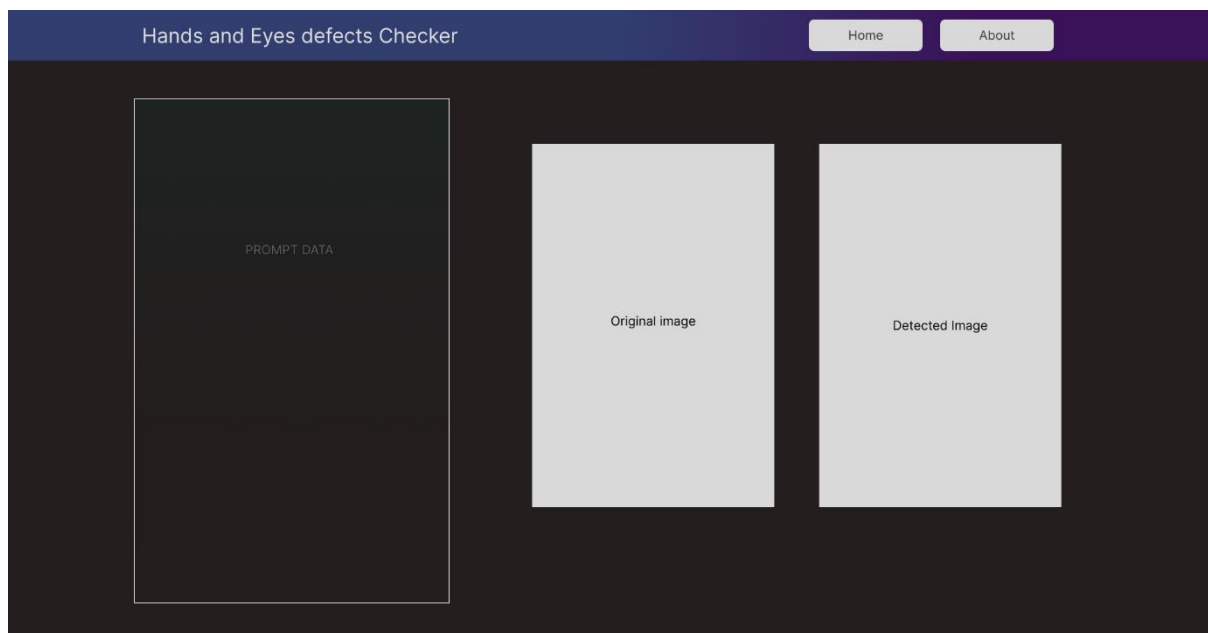 Hands and Eyes defects Checker
Home
About
PROMPT DATA
Original image
Detected Image